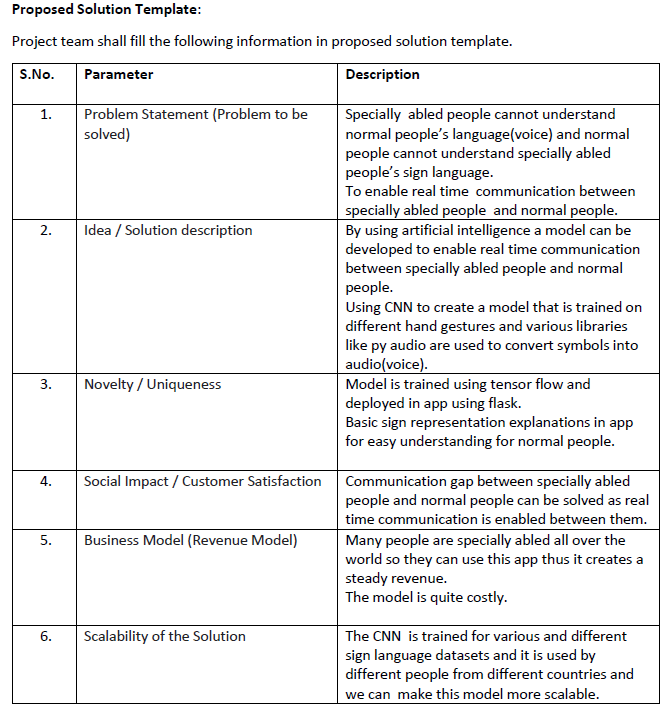 Proposed Solution Template:
Project team shall fill the following information in proposed solution template.
S.No. Parameter Description
1. Problem Statement (Problem to be
solved)
Specially  abled people cannot understand
normal people's language(voice) and normal
people cannot understand specially abled
people's sign language.
To enable real time  communication between
specially abled people  and normal people.
2. Idea / Solution description
By using artificial intelligence a model can be
developed to enable real time communication
between specially abled people and normal
people.
Using CNN to create a model that is trained on
different hand gestures and various libraries
like py audio are used to convert symbols into
audio(voice).
3. Novelty / Uniqueness
Model is trained using tensor flow and
deployed in app using flask.
Basic sign representation explanations in app
for easy understanding for normal people.
4. Social Impact / Customer Satisfaction
Communication gap between specially abled
people and normal people can be solved as real
time communication is enabled between them.
5. Business Model (Revenue Model)
Many people are specially abled all over the
world so they can use this app thus it creates a
steady revenue.
The model is quite costly.
6. Scalability of the Solution
The CNN  is trained for various and different
sign language datasets and it is used by
different people from different countries and
we can  make this model more scalable.